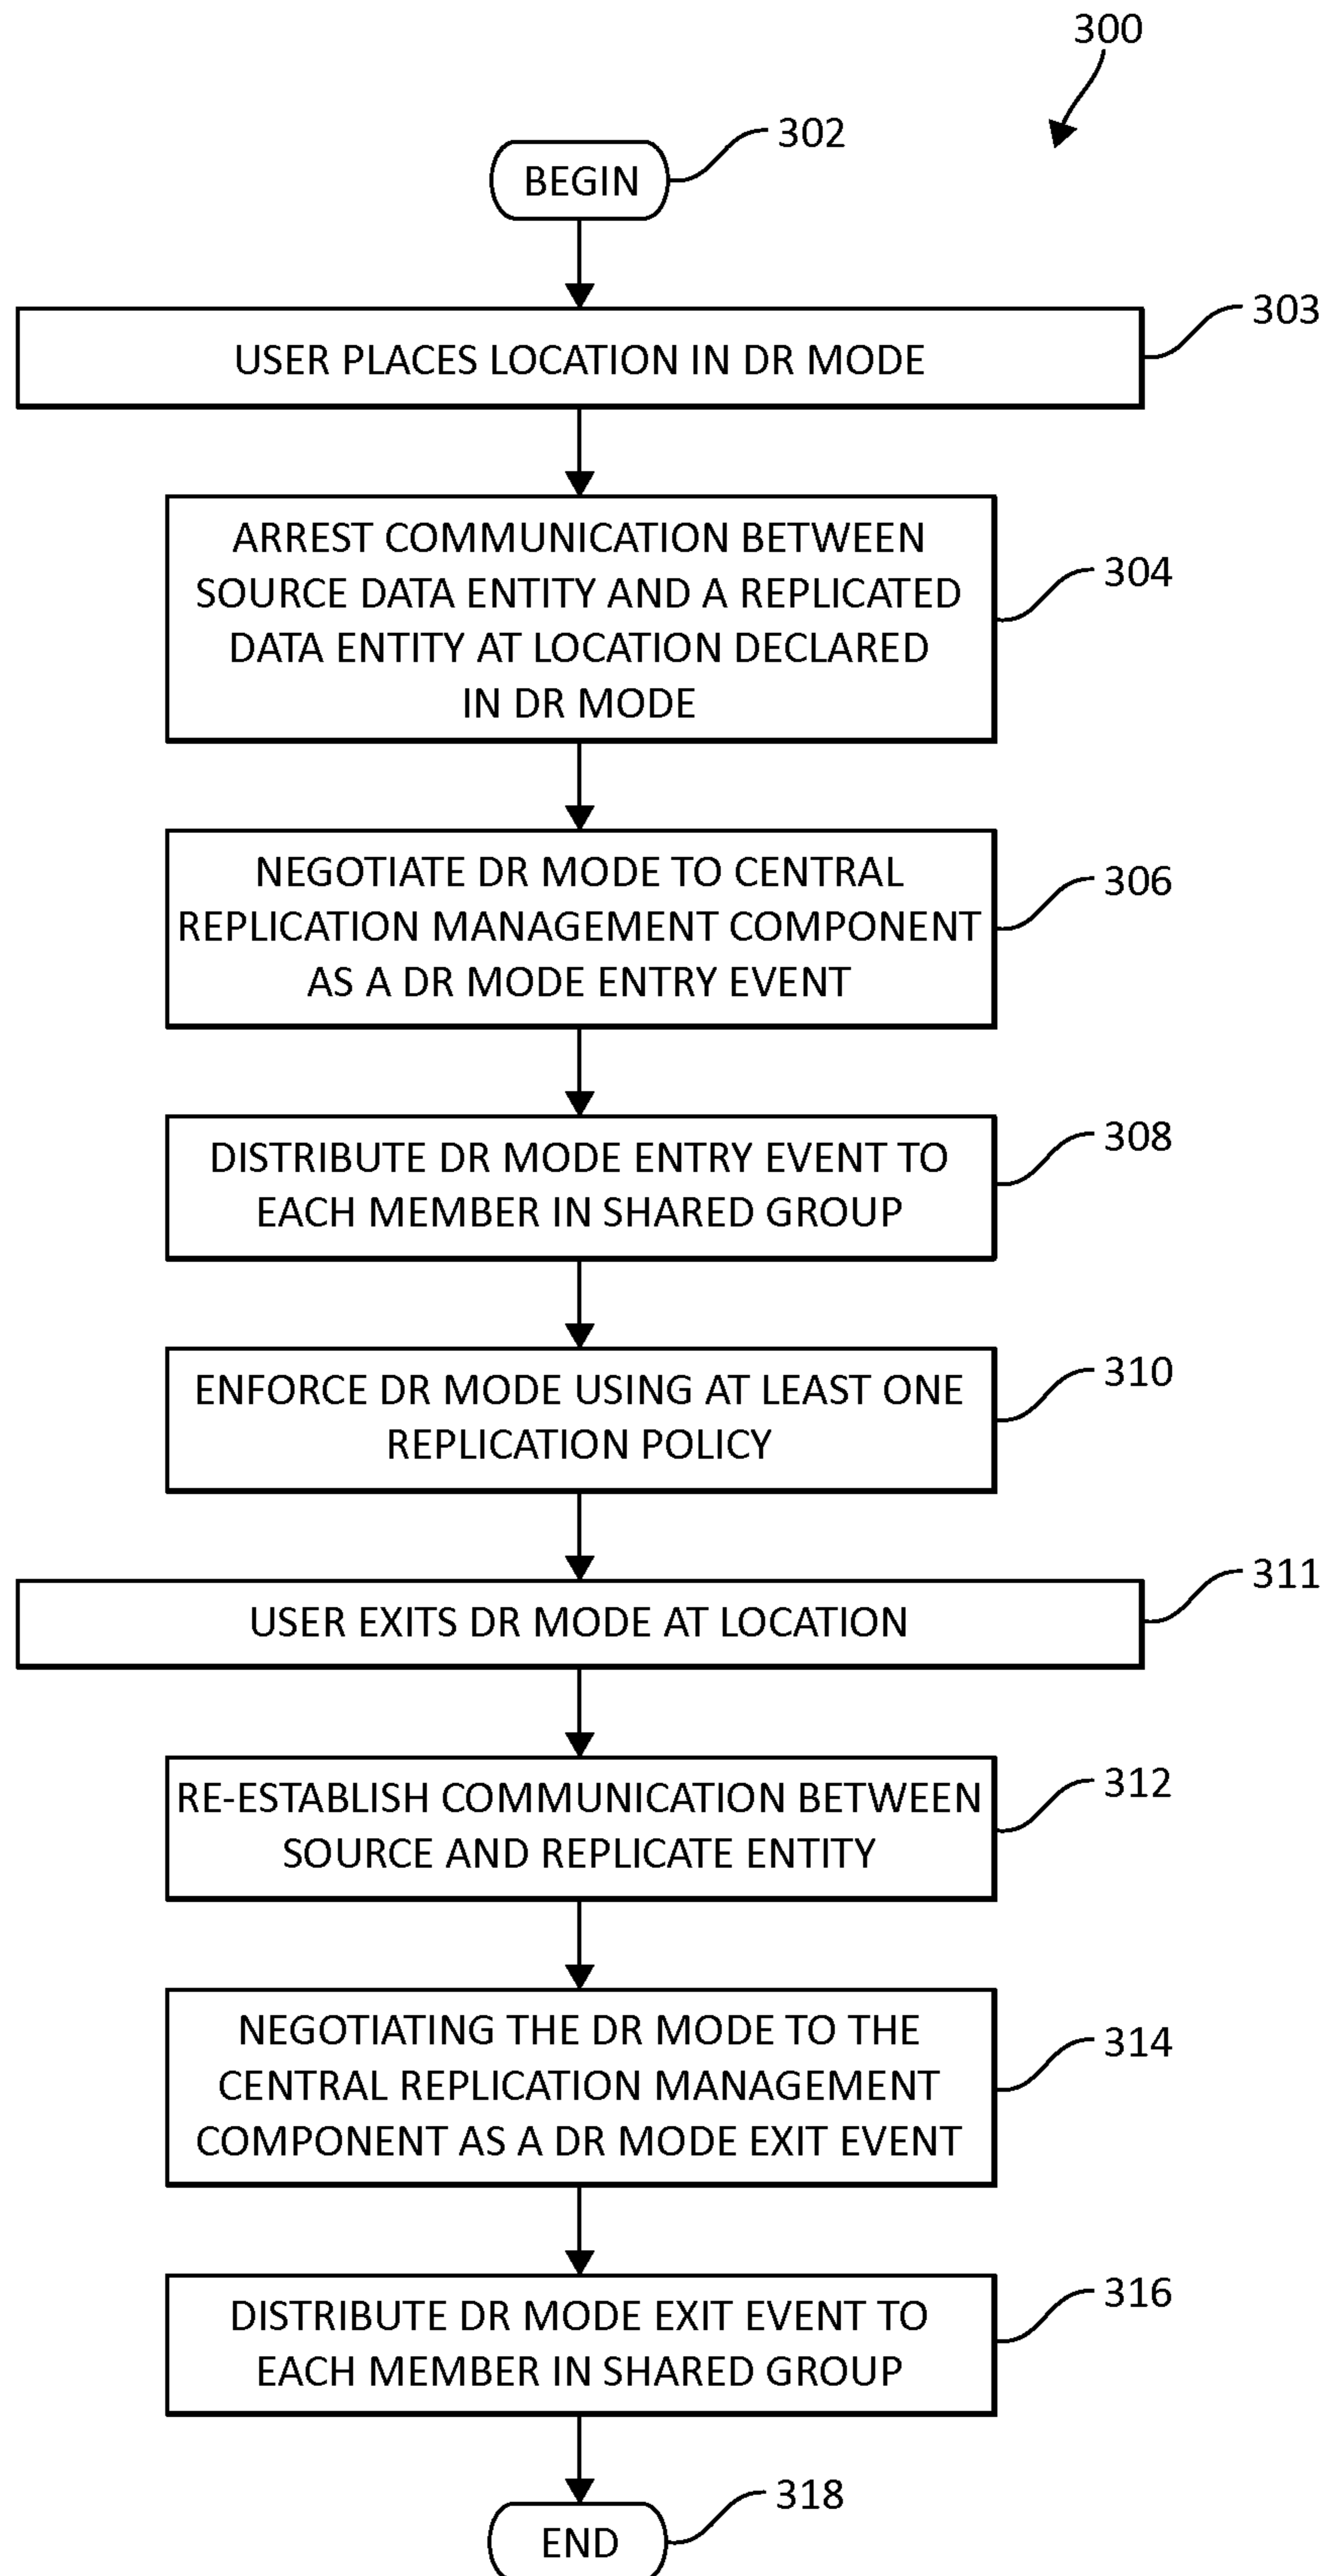 300
302
BEGIN
303
USER PLACES LOCATION IN DR MODE
ARREST COMMUNICATION BETWEEN
SOURCE DATA ENTITY AND A REPLICATED
DATA ENTITY AT LOCATION DECLARED
IN DR MODE
304
NEGOTIATE DR MODE TO CENTRAL
REPLICATION MANAGEMENT COMPONENT
AS A DR MODE ENTRY EVENT
306
DISTRIBUTE DR MODE ENTRY EVENT TO
EACH MEMBER IN SHARED GROUP
308
ENFORCE DR MODE USING AT LEAST ONE
REPLICATION POLICY
310
USER EXITS DR MODE AT LOCATION
311
RE-ESTABLISH COMMUNICATION BETWEEN
SOURCE AND REPLICATE ENTITY
312
NEGOTIATING THE DR MODE TO THE
CENTRAL REPLICATION MANAGEMENT
COMPONENT AS A DR MODE EXIT EVENT
314
DISTRIBUTE DR MODE EXIT EVENT TO
EACH MEMBER IN SHARED GROUP
316
318
END